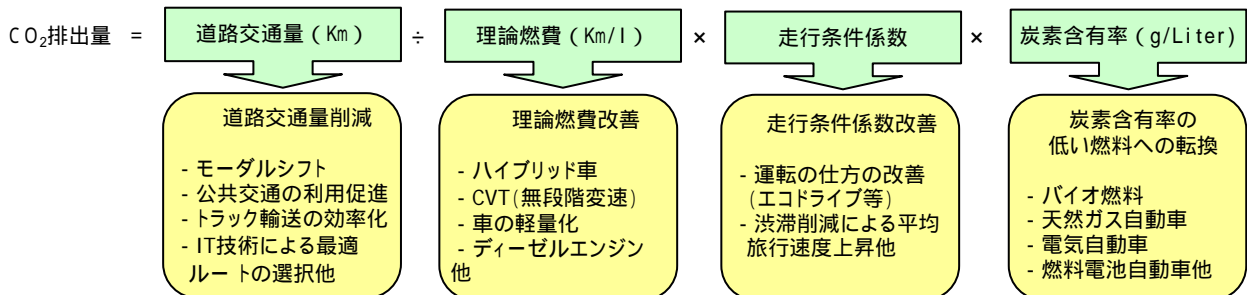 CO₂排出量 = 道路交通量（Km） ÷ 理論燃費（Km/l） × 走行条件係数 × 炭素含有率（g/Liter）
道路交通量削減
- モーダルシフト
- 公共交通の利用促進
- トラック輸送の効率化
- IT技術による最適
ルートの選択他
理論燃費改善
- ハイブリッド車
- CVT(無段階変速)
- 車の軽量化
- ディーゼルエンジン
他
走行条件係数改善
- 運転の仕方の改善
(エコドライブ等)
- 渋滞削減による平均
旅行速度上昇他
炭素含有率の
低い燃料への転換
- バイオ燃料
- 天然ガス自動車
- 電気自動車
- 燃料電池自動車他